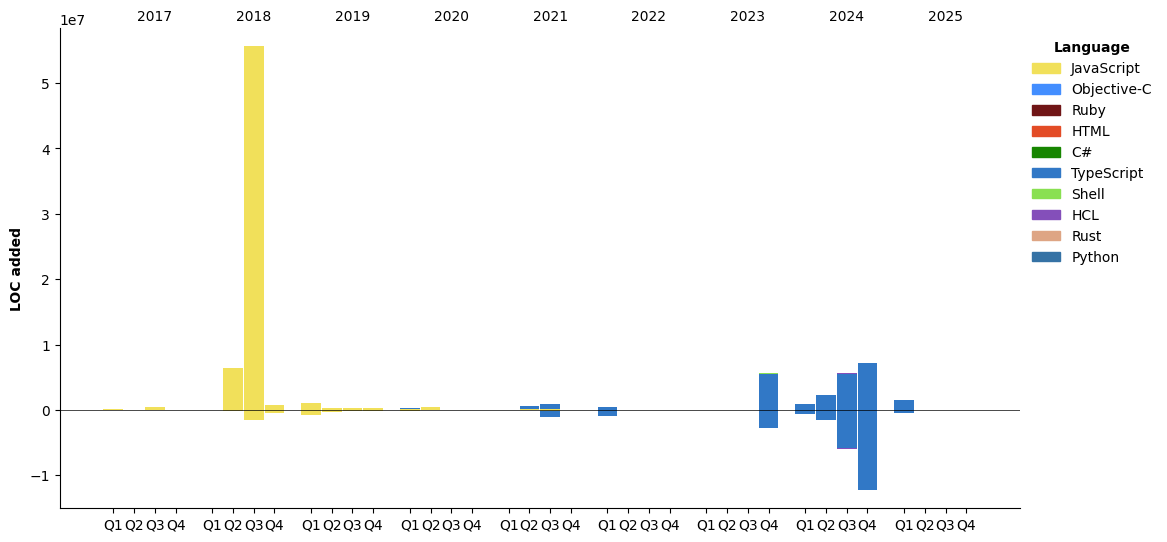 1e7
2017 2018 2019 2020 2021 2022 2023 2024 2025
LOC added
5
4
3
2
1
0
−1
Q1 Q2 Q3 Q4 Q1 Q2 Q3 Q4 Q1 Q2 Q3 Q4 Q1 Q2 Q3 Q4 Q1 Q2 Q3 Q4 Q1 Q2 Q3 Q4 Q1 Q2 Q3 Q4 Q1 Q2 Q3 Q4 Q1 Q2 Q3 Q4
Language
JavaScript
Objective-C
Ruby
HTML
C#
TypeScript
Shell
HCL
Rust
Python